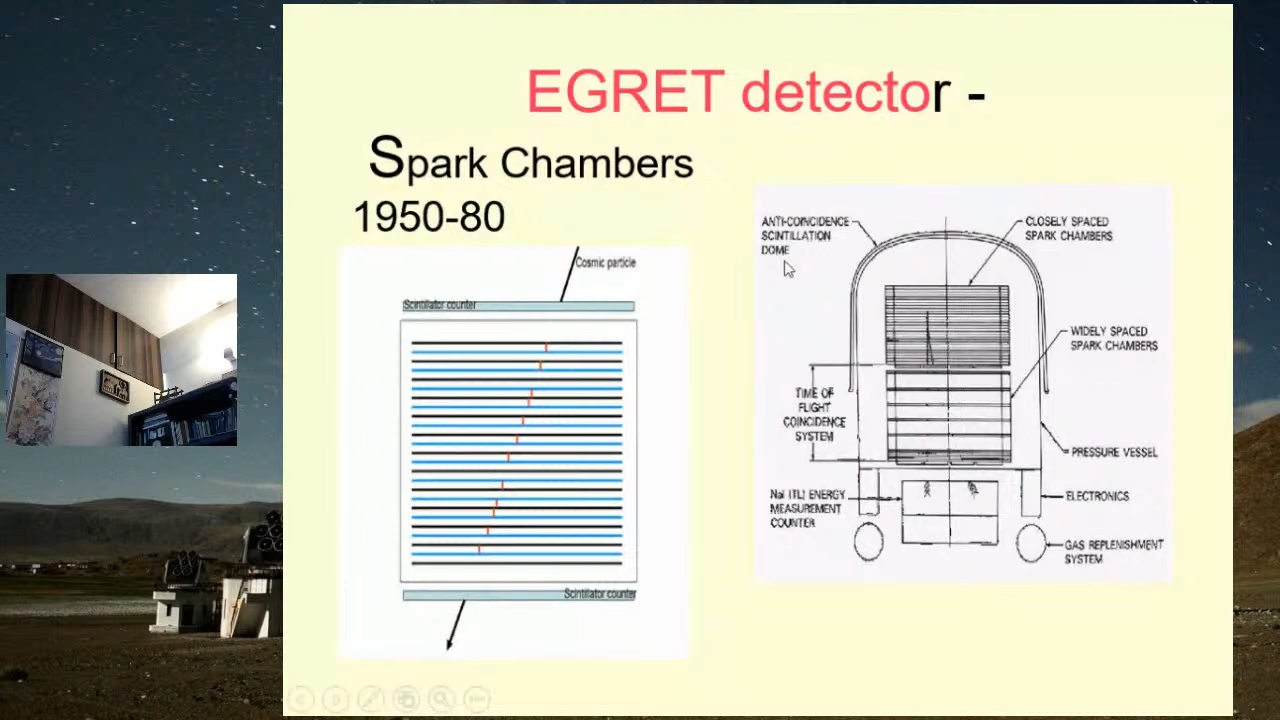 EGRET detector -
Spark Chambers
1950-80
Cosmic particle
Scintillator counter
Scintillator counter
ANTI-COINCIDENCE
SCINTILLATION
DOME
CLOSELY SPACED
SPARK CHAMBERS
WIDELY SPACED
SPARK CHAMBERS
TIME OF
FLIGHT
COINCIDENCE
SYSTEM
PRESSURE VESSEL
NaI (TL) ENERGY
MEASUREMENT
COUNTER
ELECTRONICS
GAS REPLENISHMENT
SYSTEM